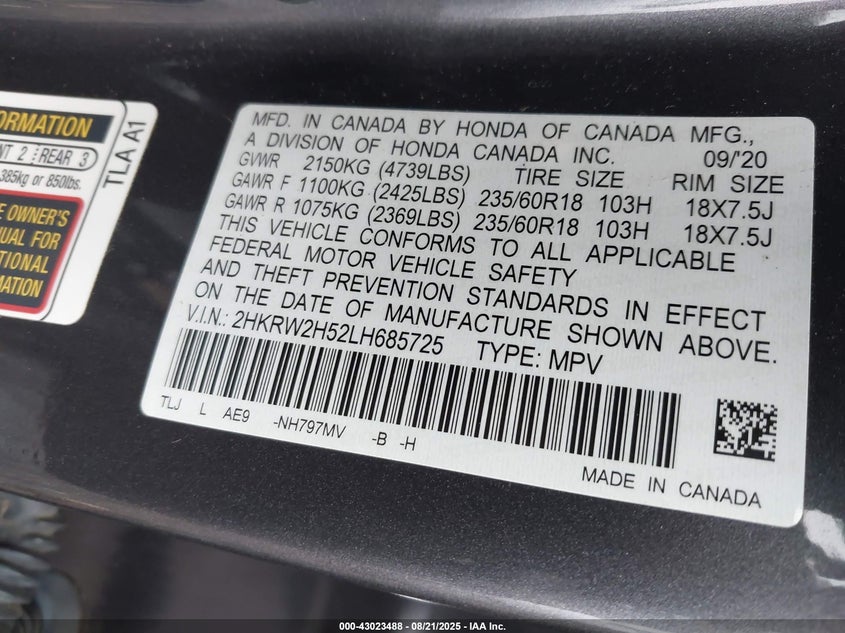 ORMATION
NT 2 REAR 3
385kg or 850lbs.
E OWNER'S
UAL FOR
TIONAL
MATION
TLA A1
MFD. IN CANADA BY HONDA OF CANADA MFG.,
A DIVISION OF HONDA CANADA INC. 09/'20
GVWR 2150KG (4739LBS) TIRE SIZE RIM SIZE
GAWR F 1100KG (2425LBS) 235/60R18 103H 18X7.5J
GAWR R 1075KG (2369LBS) 235/60R18 103H 18X7.5J
THIS VEHICLE CONFORMS TO ALL APPLICABLE
FEDERAL MOTOR VEHICLE SAFETY
AND THEFT PREVENTION STANDARDS IN EFFECT
ON THE DATE OF MANUFACTURE SHOWN ABOVE.
V.I.N.: 2HKRW2H52LH685725 TYPE: MPV
TLJ L AE9 -NH797MV -B -H
MADE IN CANADA
000-43023488 - 08/21/2025 - IAA Inc.